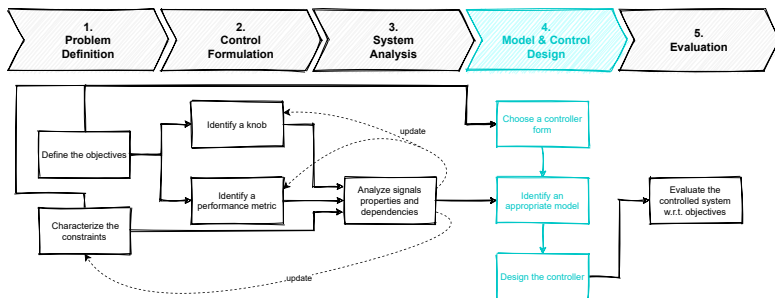 1.
Problem
Definition
2.
Control
Formulation
3.
System
Analysis
4.
Model & Control
Design
5.
Evaluation
Define the objectives
Characterize the
constraints
Identify a knob
Identify a
performance metric
update
Analyze signals
properties and
dependencies
update
Choose a controller
form
Identify an
appropriate model
Design the controller
Evaluate the
controlled system
w.r.t. objectives